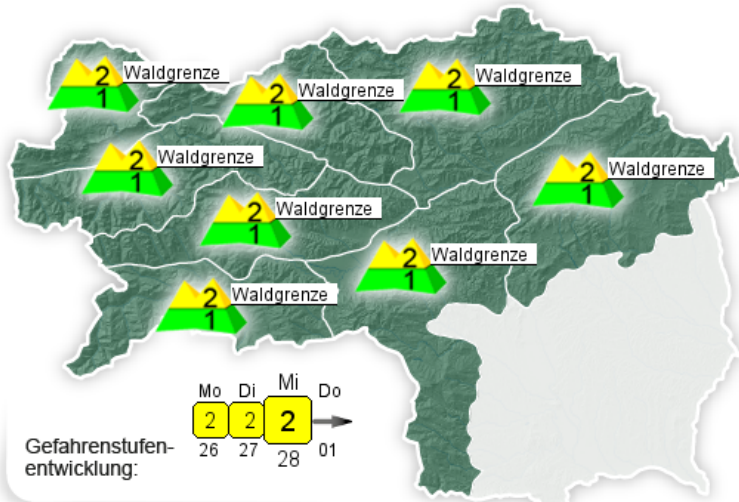 2 Waldgrenze
1
2 Waldgrenze
1
2 Waldgrenze
1
2 Waldgrenze
1
2 Waldgrenze
1
2 Waldgrenze
1
2 Waldgrenze
1
2 Waldgrenze
1
Mo Di Mi Do
2 2 2
26 27 28 01
Gefahrenstufen-
entwicklung: